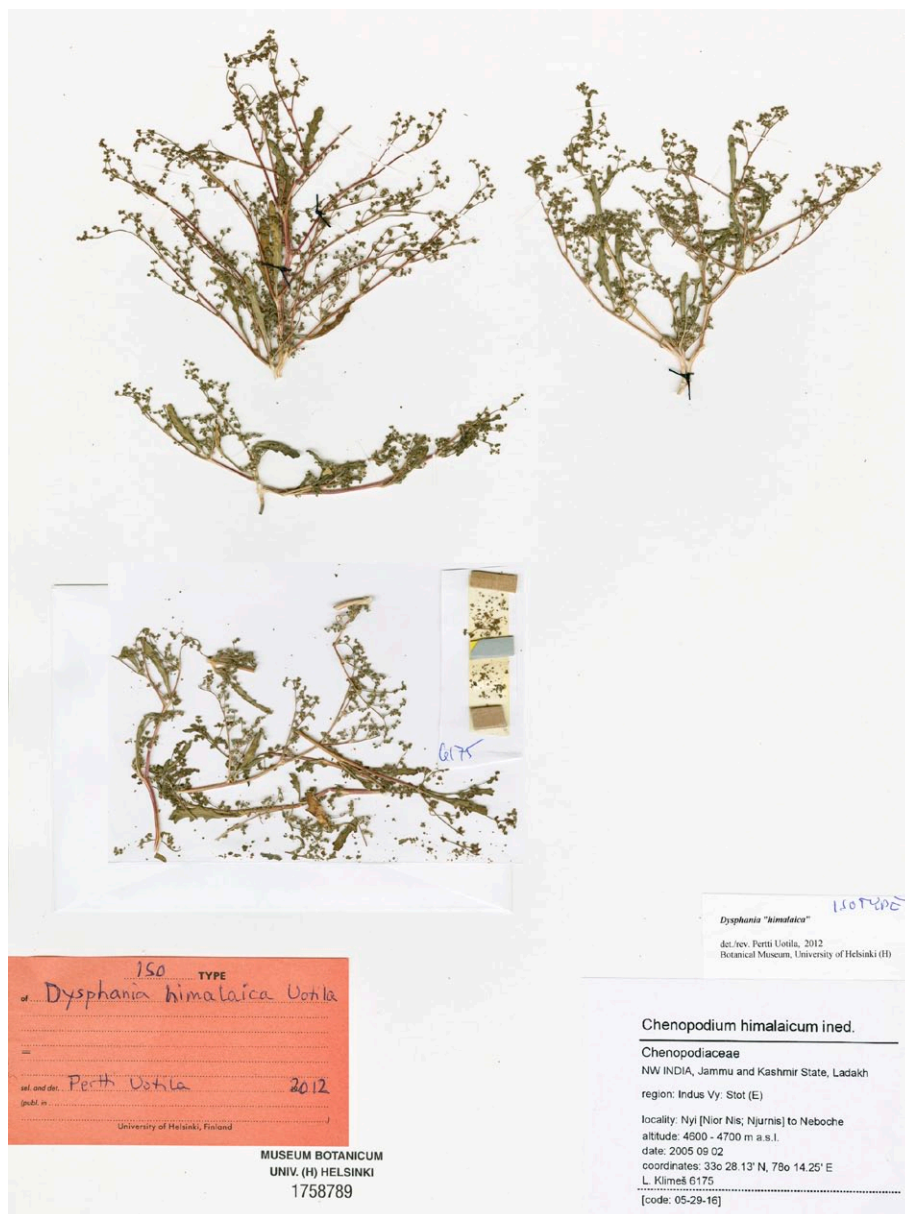 6175
ISOTYPE
Dysphania "himalaica"
det./rev. Pertti Uotila, 2012
Botanical Museum, University of Helsinki (H)
ISO TYPE
of Dysphania himalaica Uotila
=
sel. and det. Pertti Uotila 2012
(publ. in )
University of Helsinki, Finland
MUSEUM BOTANICUM
UNIV. (H) HELSINKI
1758789
Chenopodium himalaicum ined.
Chenopodiaceae
NW INDIA, Jammu and Kashmir State, Ladakh
region: Indus Vy: Stot (E)
locality: Nyi [Nior Nis; Njurnis] to Neboche
altitude: 4600 - 4700 m a.s.l.
date: 2005 09 02
coordinates: 33o 28.13' N, 78o 14.25' E
L. Klimeš 6175
[code: 05-29-16]